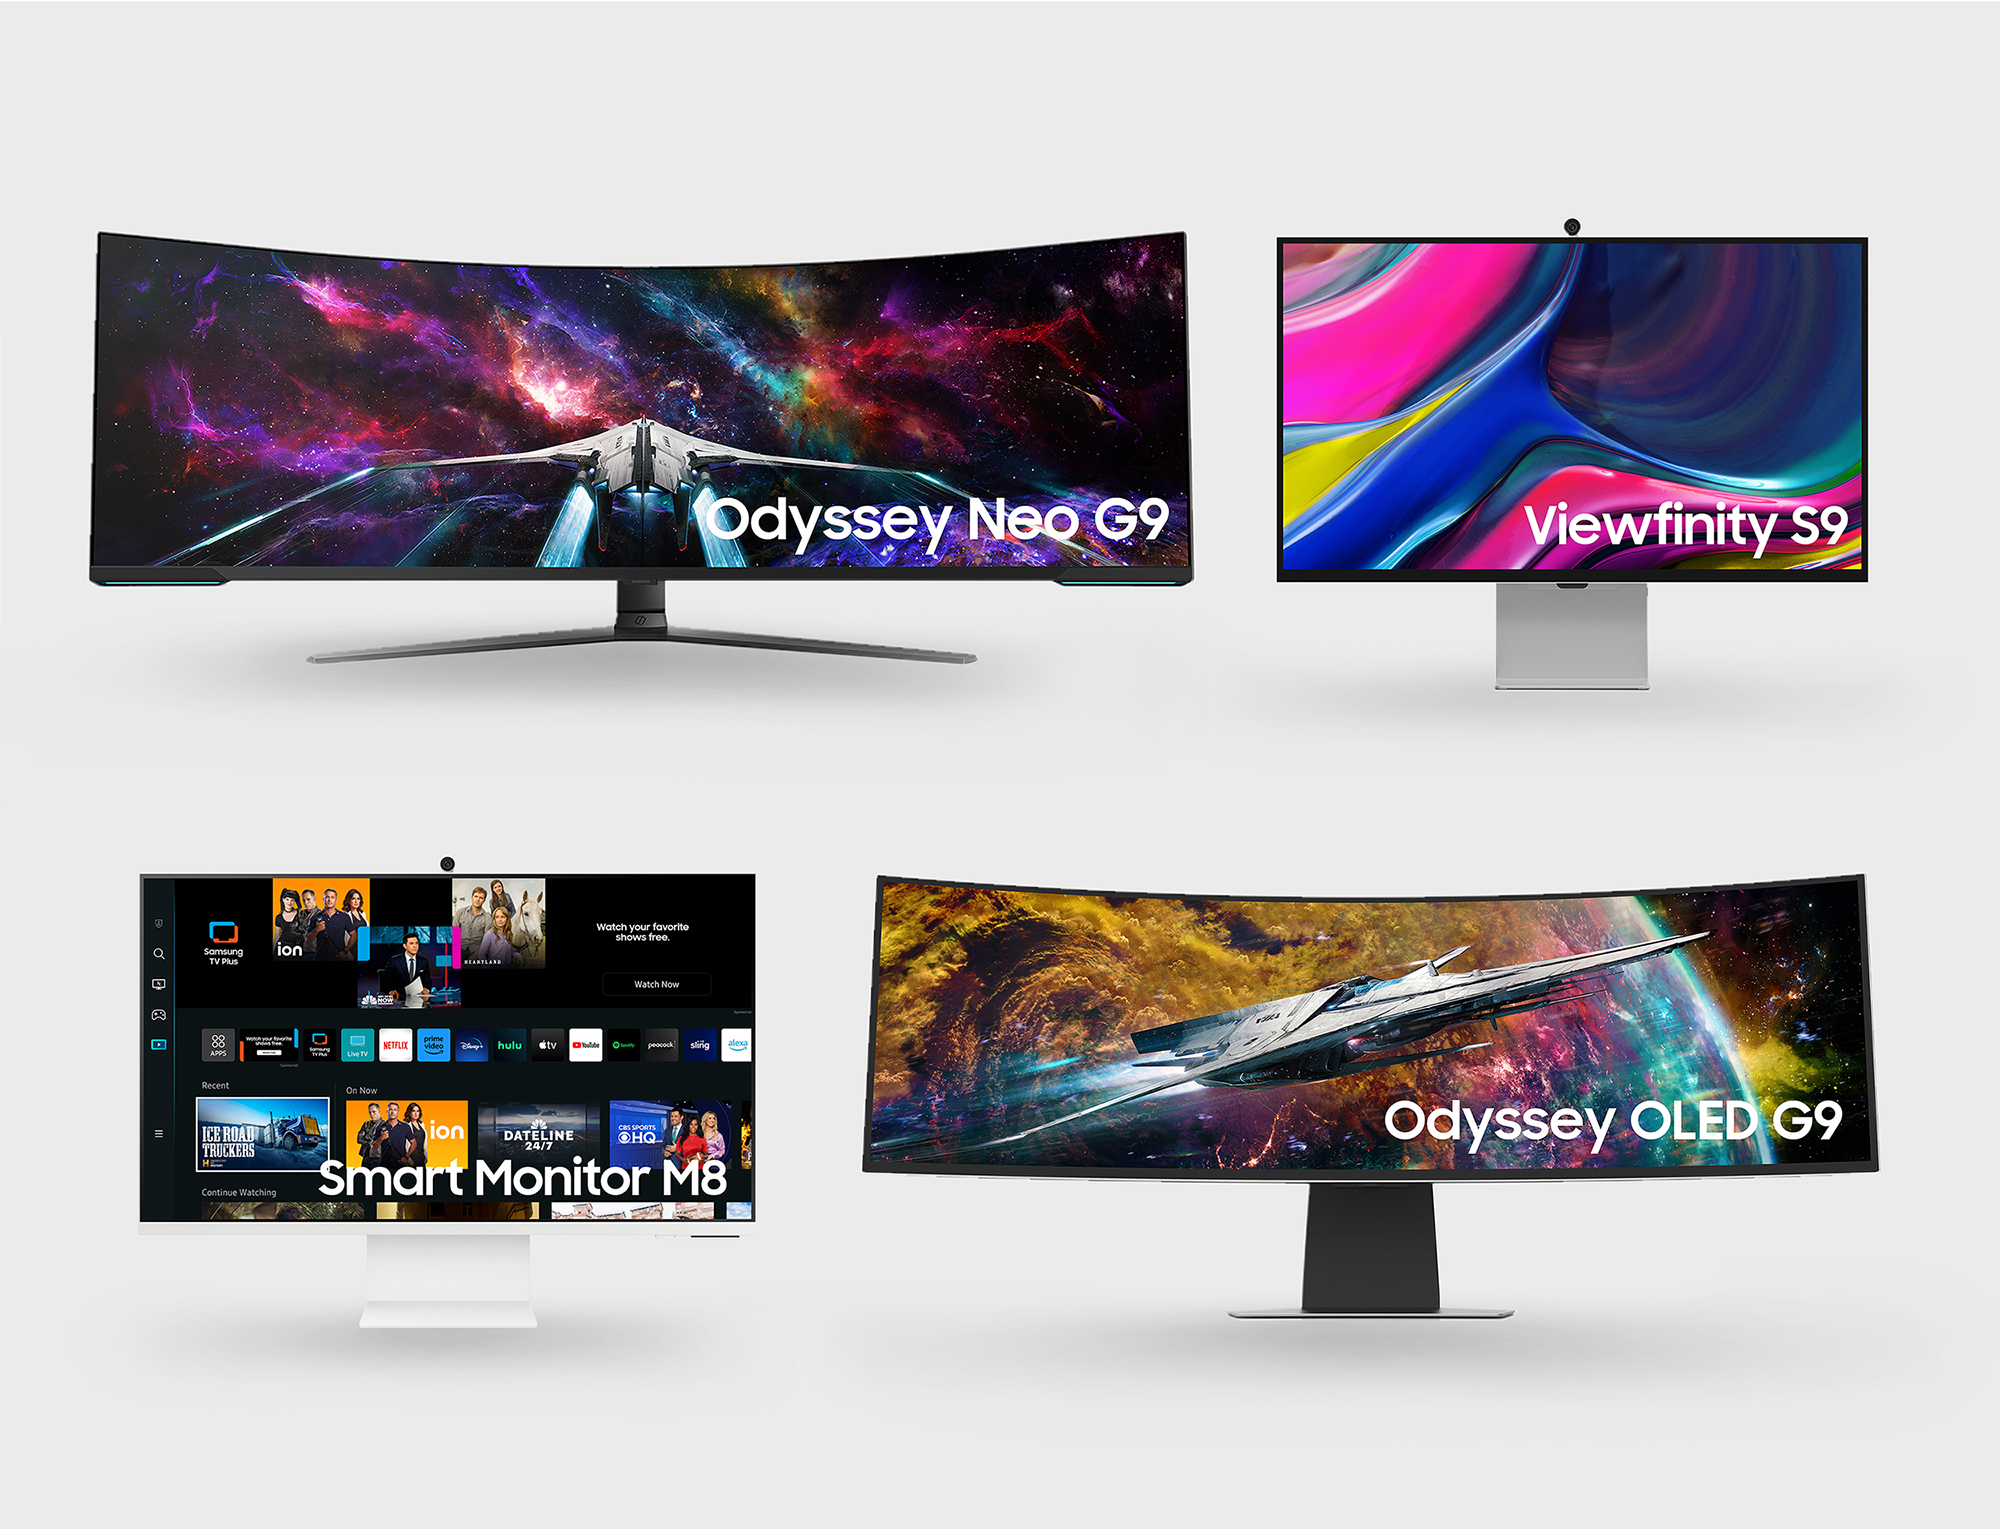 Odyssey Neo G9
Viewfinity S9
Samsung
TV Plus
ion
NOW
HEARTLAND
Watch your favorite
shows free.
Watch Now
Sponsored
APPS
Watch your favorite
shows free.
Samsung
TV Plus
Live TV
NETFLIX
prime
video
Disney+
hulu
tv
YouTube
Spotify
peacock
sling
alexa
Sponsored
Recent
On Now
ICE ROAD
TRUCKERS
H
HISTORY
ion
DATELINE
24/7
CBS SPORTS
HQ
Smart Monitor M8
Continue Watching
Odyssey OLED G9